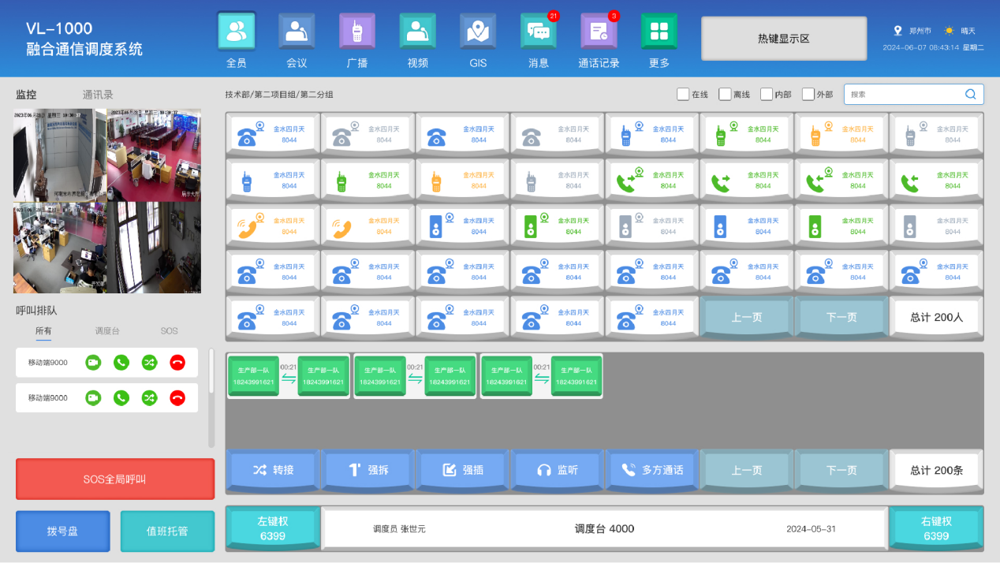 VL-1000
融合通信调度系统
全员
会议
广播
视频
GIS
21
消息
3
通话记录
更多
热键显示区
郑州市 晴天
2024-06-07 08:43:14 星期二
监控 通讯录
技术部/第二项目组/第二分组
在线 离线 内部 外部 搜索
金水四月天 金水四月天 金水四月天 金水四月天 金水四月天 金水四月天 金水四月天 金水四月天
8044 8044 8044 8044 8044 8044 8044 8044
金水四月天 金水四月天 金水四月天 金水四月天 金水四月天 金水四月天 金水四月天 金水四月天
8044 8044 8044 8044 8044 8044 8044 8044
金水四月天 金水四月天 金水四月天 金水四月天 金水四月天 金水四月天 金水四月天 金水四月天
8044 8044 8044 8044 8044 8044 8044 8044
金水四月天 金水四月天 金水四月天 金水四月天 金水四月天 金水四月天 金水四月天 金水四月天
8044 8044 8044 8044 8044 8044 8044 8044
金水四月天 金水四月天 金水四月天 金水四月天 金水四月天 上一页 下一页 总计 200人
8044 8044 8044 8044 8044
展示大厅
呼叫排队
所有 调度台 SOS
移动端9000
移动端9000
SOS全局呼叫
拨号盘 值班托管
生产部一队 00:21 生产部一队 生产部一队 00:21 生产部一队 生产部一队 00:21 生产部一队
18243991621 18243991621 18243991621 18243991621 18243991621 18243991621
转接 强拆 强插 监听 多方通话 上一页 下一页 总计 200条
左键权
6399
调度员 张世元 调度台 4000 2024-05-31
右键权
6399